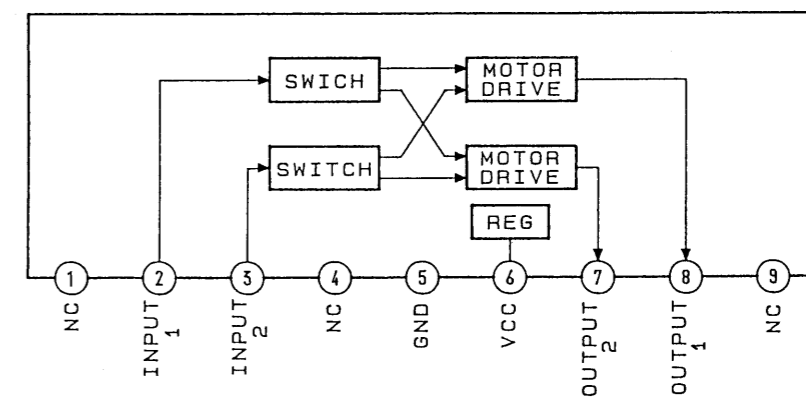 SWICH
MOTOR
DRIVE
SWITCH
MOTOR
DRIVE
REG
1
2
3
4
5
6
7
8
9
NC
INPUT
1
INPUT
2
NC
GND
VCC
OUTPUT
2
OUTPUT
1
NC